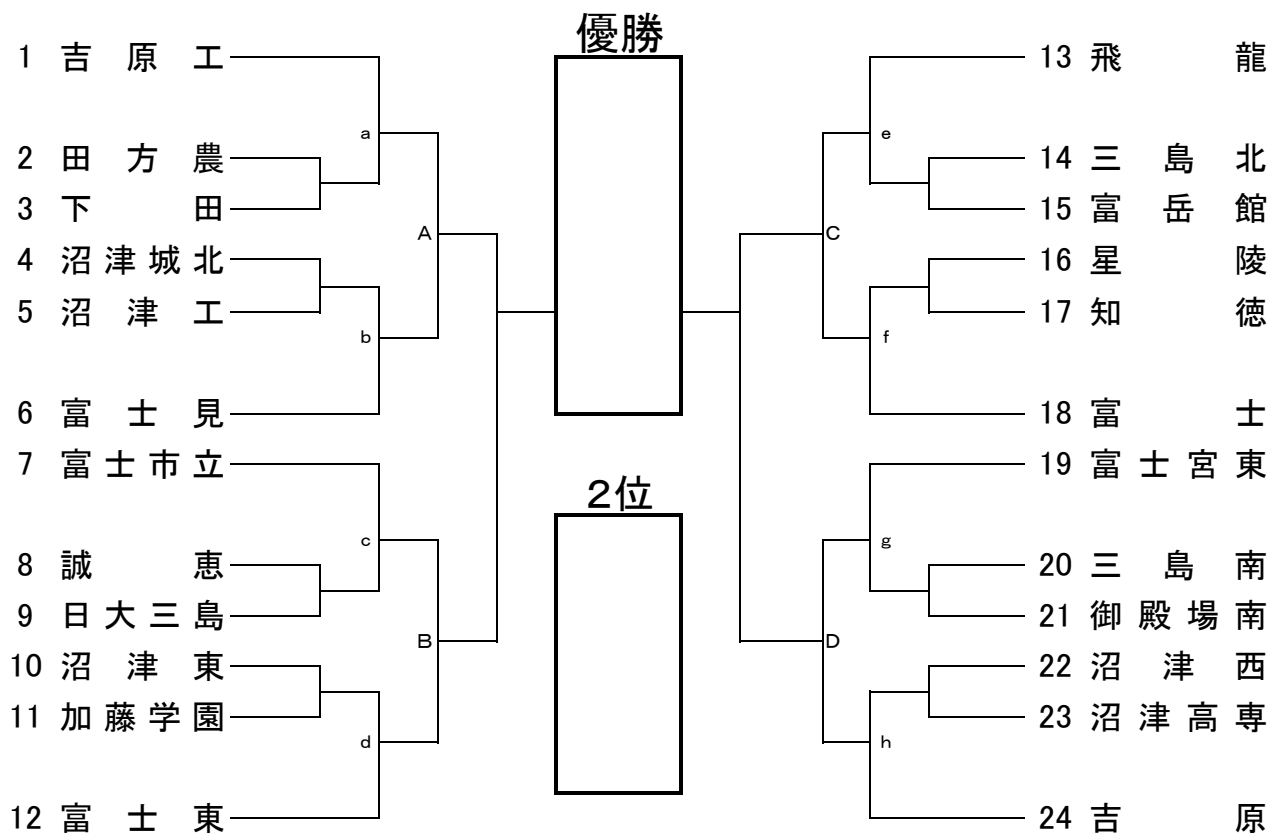 優勝
1 吉原工
a
2 田方農
3 下田
A
4 沼津城北
5 沼津工
b
6 富士見
7 富士市立
c
8 誠恵
9 日大三島
B
10 沼津東
11 加藤学園
d
12 富士東
2位
13 飛龍
e
14 三島北
15 富岳館
C
16 星陵
17 知徳
f
18 富士
19 富士宮東
g
20 三島南
21 御殿場南
D
22 沼津西
23 沼津高専
h
24 吉原